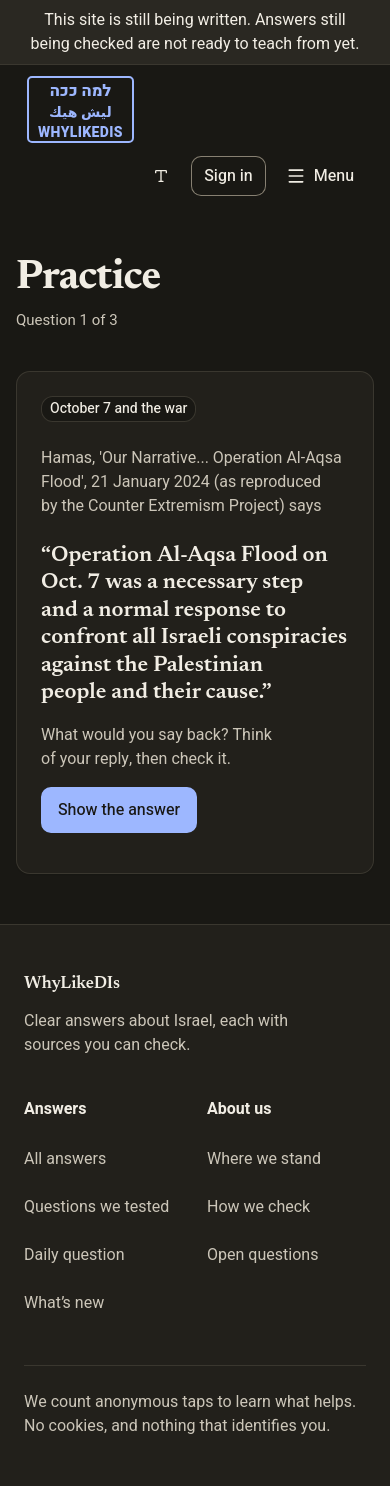 This site is still being written. Answers still
being checked are not ready to teach from yet.
למה ככה
ليش هيك
WHYLIKEDIS
T
Sign in
Menu
Practice
Question 1 of 3
October 7 and the war
Hamas, 'Our Narrative... Operation Al-Aqsa
Flood', 21 January 2024 (as reproduced
by the Counter Extremism Project) says
“Operation Al-Aqsa Flood on
Oct. 7 was a necessary step
and a normal response to
confront all Israeli conspiracies
against the Palestinian
people and their cause.”
What would you say back? Think
of your reply, then check it.
Show the answer
WhyLikeDIs
Clear answers about Israel, each with
sources you can check.
Answers
All answers
Questions we tested
Daily question
What’s new
About us
Where we stand
How we check
Open questions
We count anonymous taps to learn what helps.
No cookies, and nothing that identifies you.